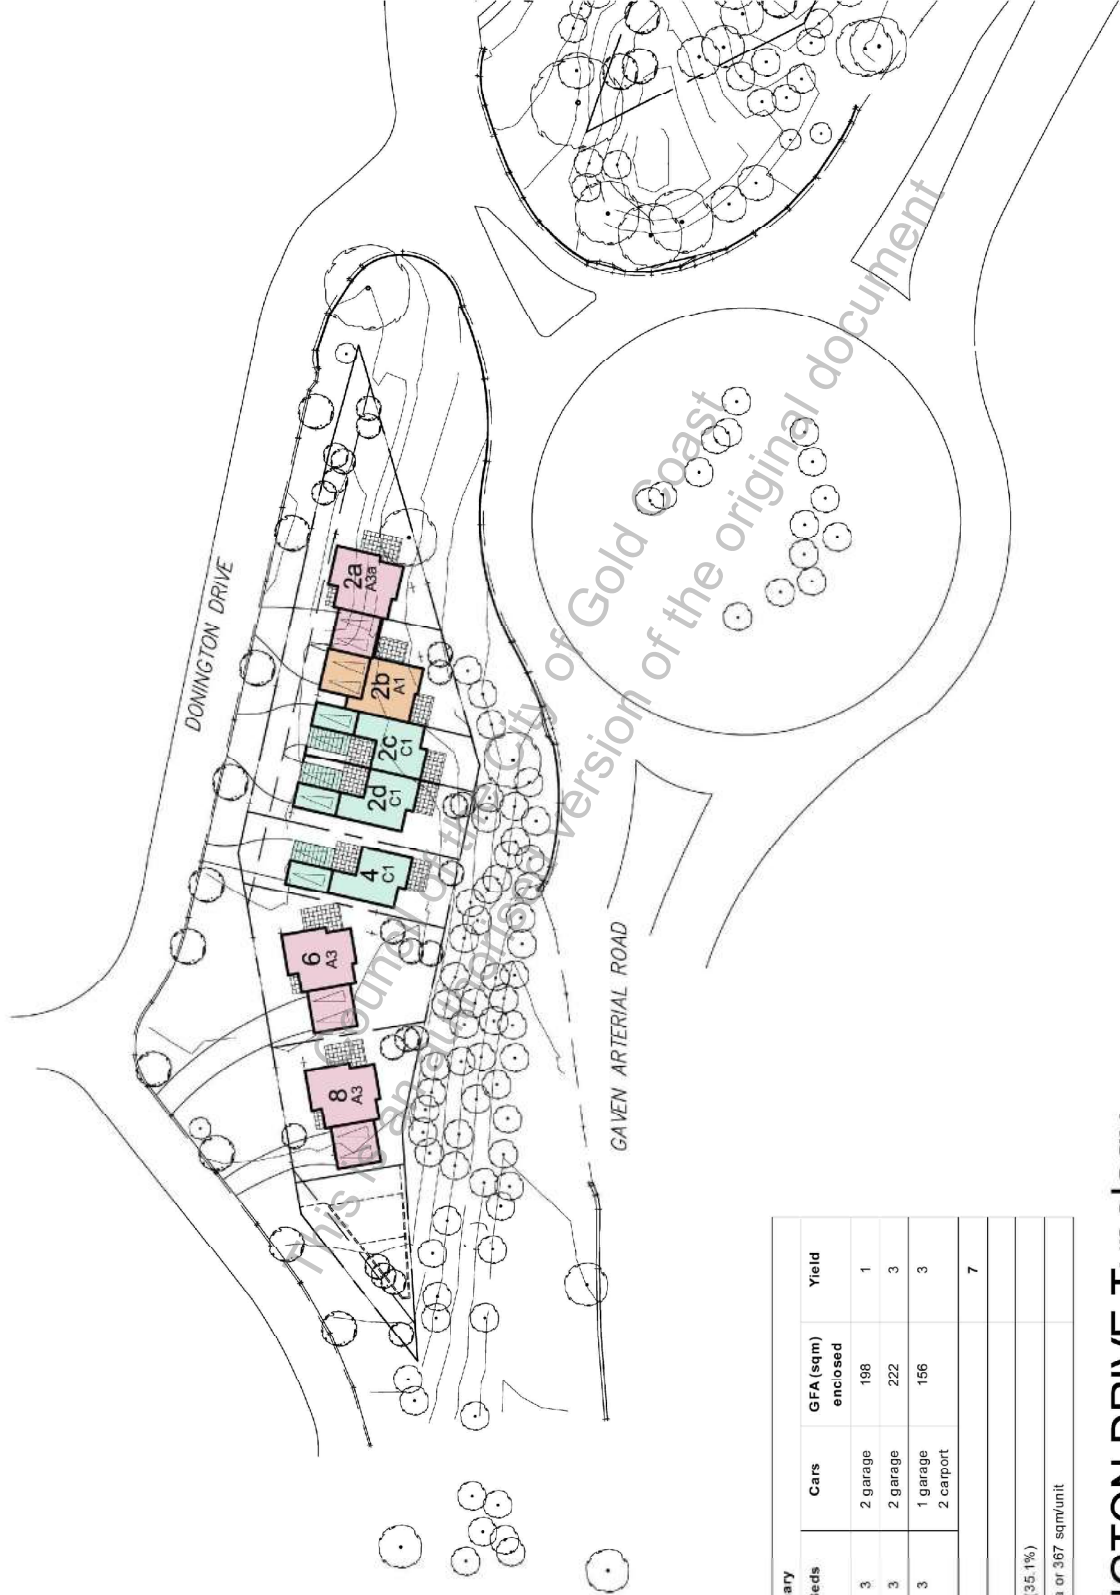 DONINGTON DRIVE
8
A3
6
A3
4
C1
2d
C1
2c
C1
2b
A1
2a
A3a
GAVEN ARTERIAL ROAD
This is an authorised version of the original document
Council of the City of Gold Coast
Cars GFA (sqm) Yield
enclosed
3 2 garage 198 1
3 2 garage 222 3
3 1 garage 156 3
2 carport
7
(35.1%)
or 367 sqm/unit
DRIVE